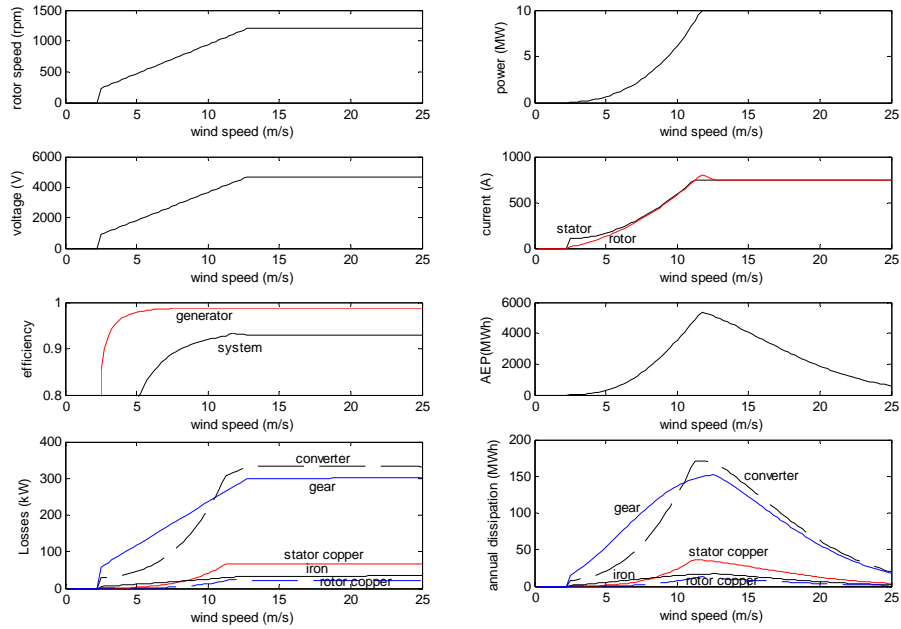 rotor speed (rpm)
1500
1000
500
0
0 5 10 15 20 25
wind speed (m/s)
power (MW)
10
5
0
0 5 10 15 20 25
wind speed (m/s)
voltage (V)
6000
4000
2000
0
0 5 10 15 20 25
wind speed (m/s)
current (A)
1000
500
0
stator
rotor
0 5 10 15 20 25
wind speed (m/s)
efficiency
1
0.9
0.8
generator
system
0 5 10 15 20 25
wind speed (m/s)
AEP(MWh)
6000
4000
2000
0
0 5 10 15 20 25
wind speed (m/s)
Losses (kW)
400
300
200
100
0
converter
gear
stator copper
iron
rotor copper
0 5 10 15 20 25
wind speed (m/s)
annual dissipation (MWh)
200
150
100
50
0
converter
gear
stator copper
iron
rotor copper
0 5 10 15 20 25
wind speed (m/s)